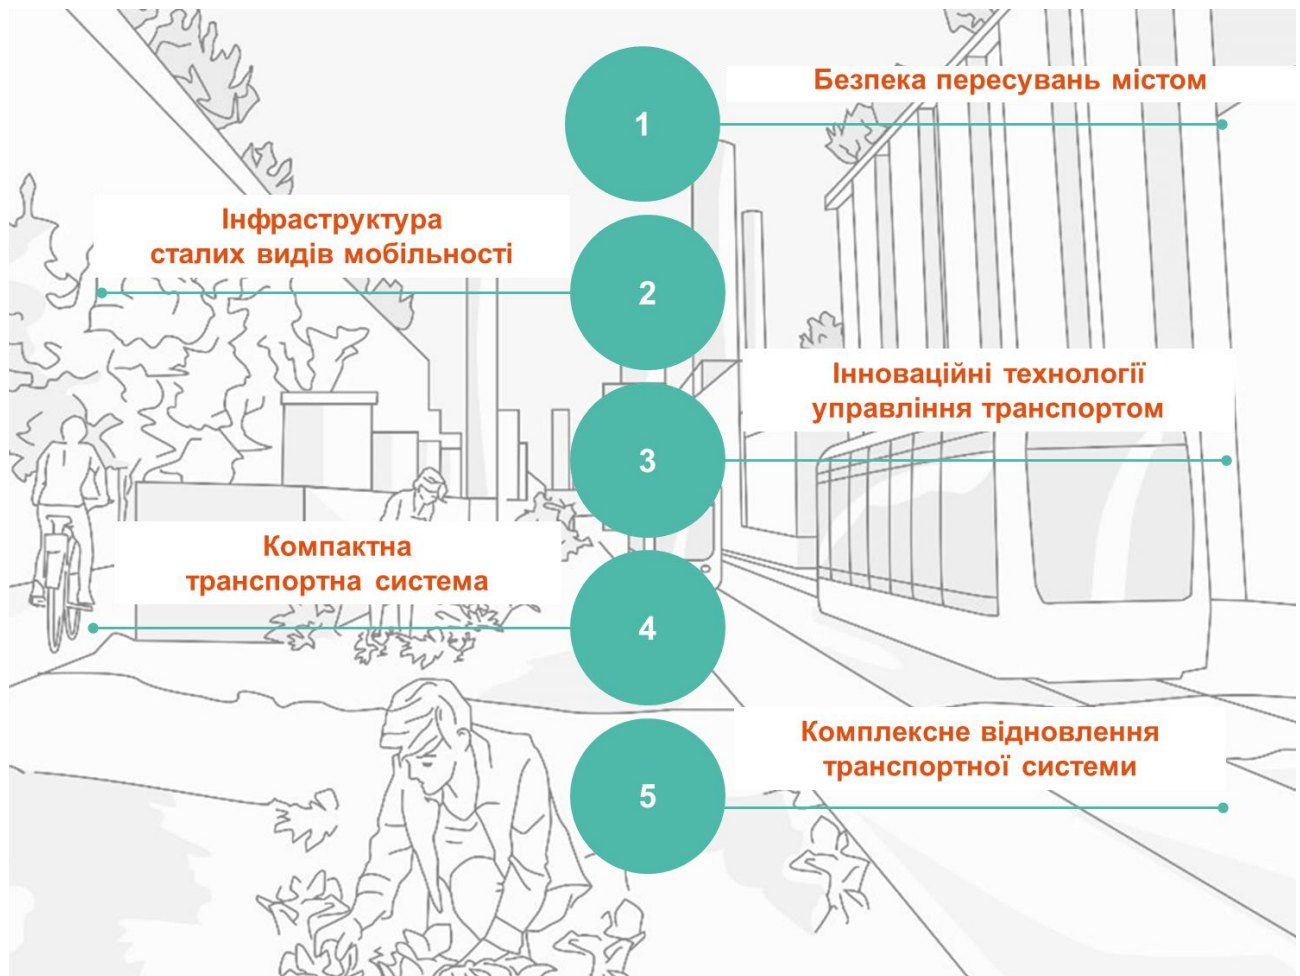 1
Безпека пересувань містом
Інфраструктура
сталих видів мобільності
2
3
Інноваційні технології
управління транспортом
Компактна
транспортна система
4
5
Комплексне відновлення
транспортної системи